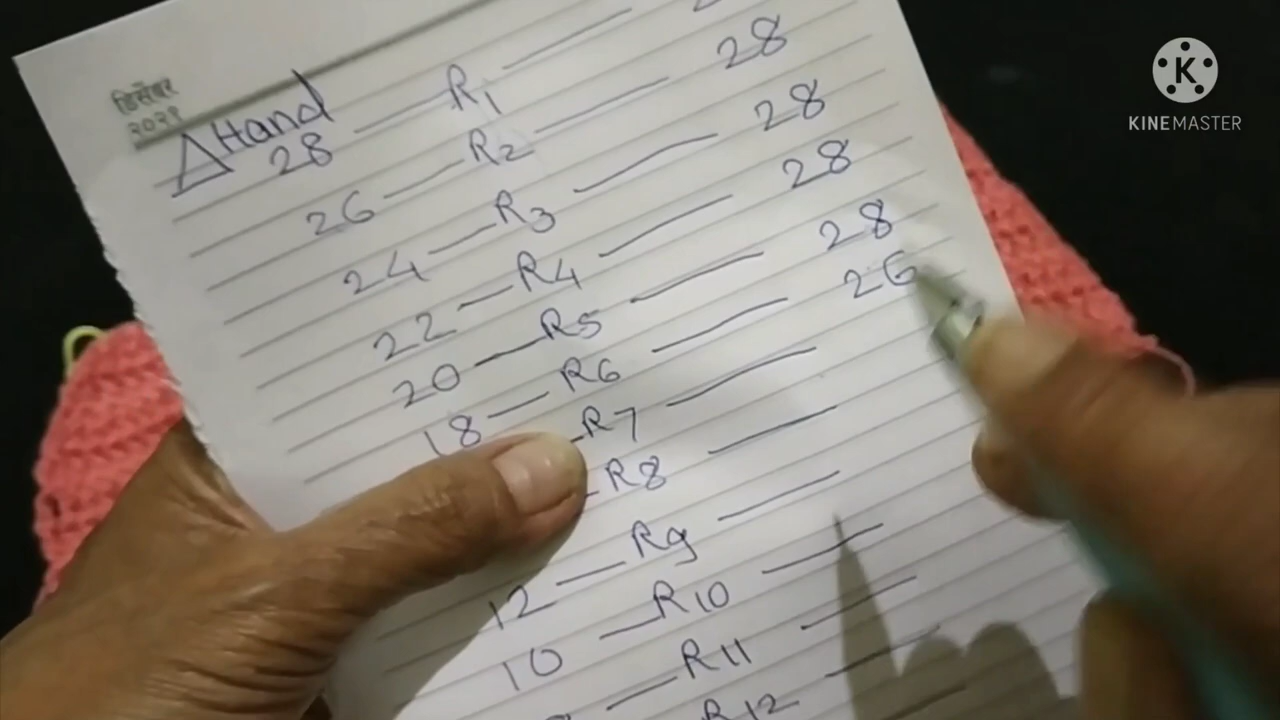 डिसेंबर
२०२१
△ Hand
28 — R1 —
26 — R2 — 28
24 — R3 — 28
22 — R4 — 28
20 — R5 — 28
18 — R6 — 26
— R7 —
— R8 —
12 — R9 —
10 — R10 —
— R11 —
R12 —
KINEMASTER